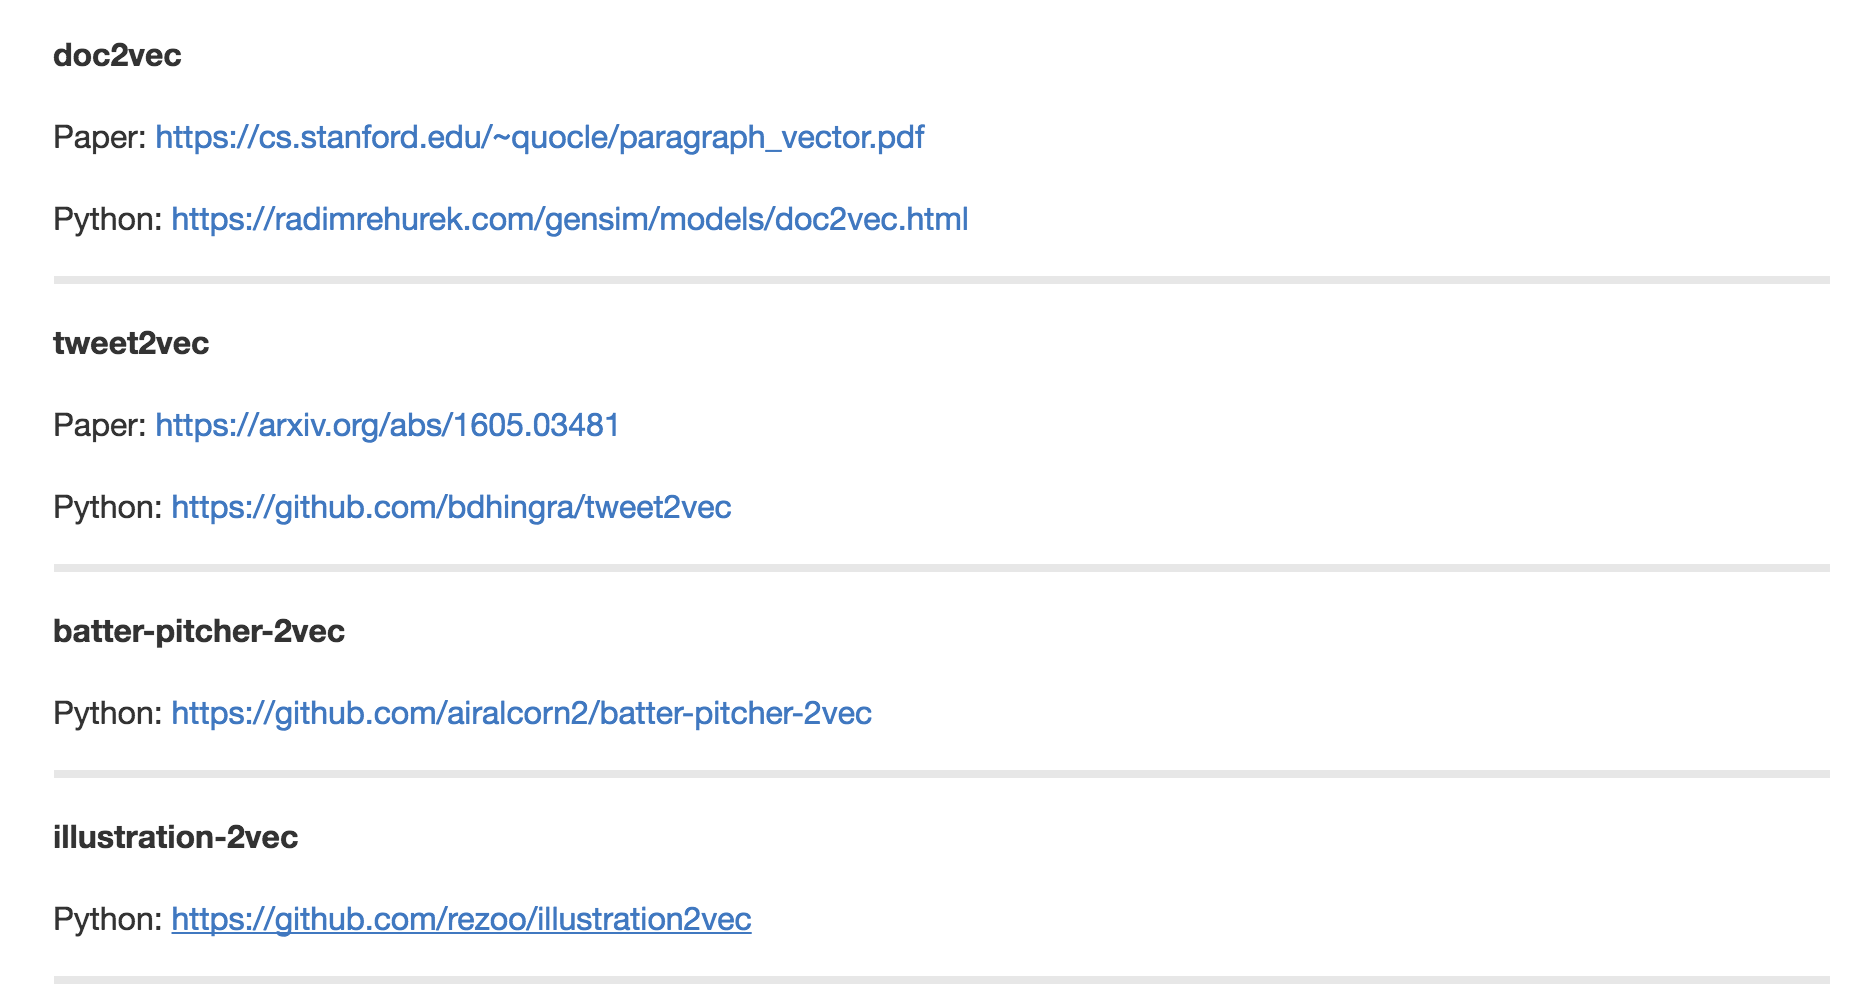 doc2vec
Paper: https://cs.stanford.edu/~quocle/paragraph_vector.pdf
Python: https://radimrehurek.com/gensim/models/doc2vec.html
tweet2vec
Paper: https://arxiv.org/abs/1605.03481
Python: https://github.com/bdhingra/tweet2vec
batter-pitcher-2vec
Python: https://github.com/airalcorn2/batter-pitcher-2vec
illustration-2vec
Python: https://github.com/rezoo/illustration2vec